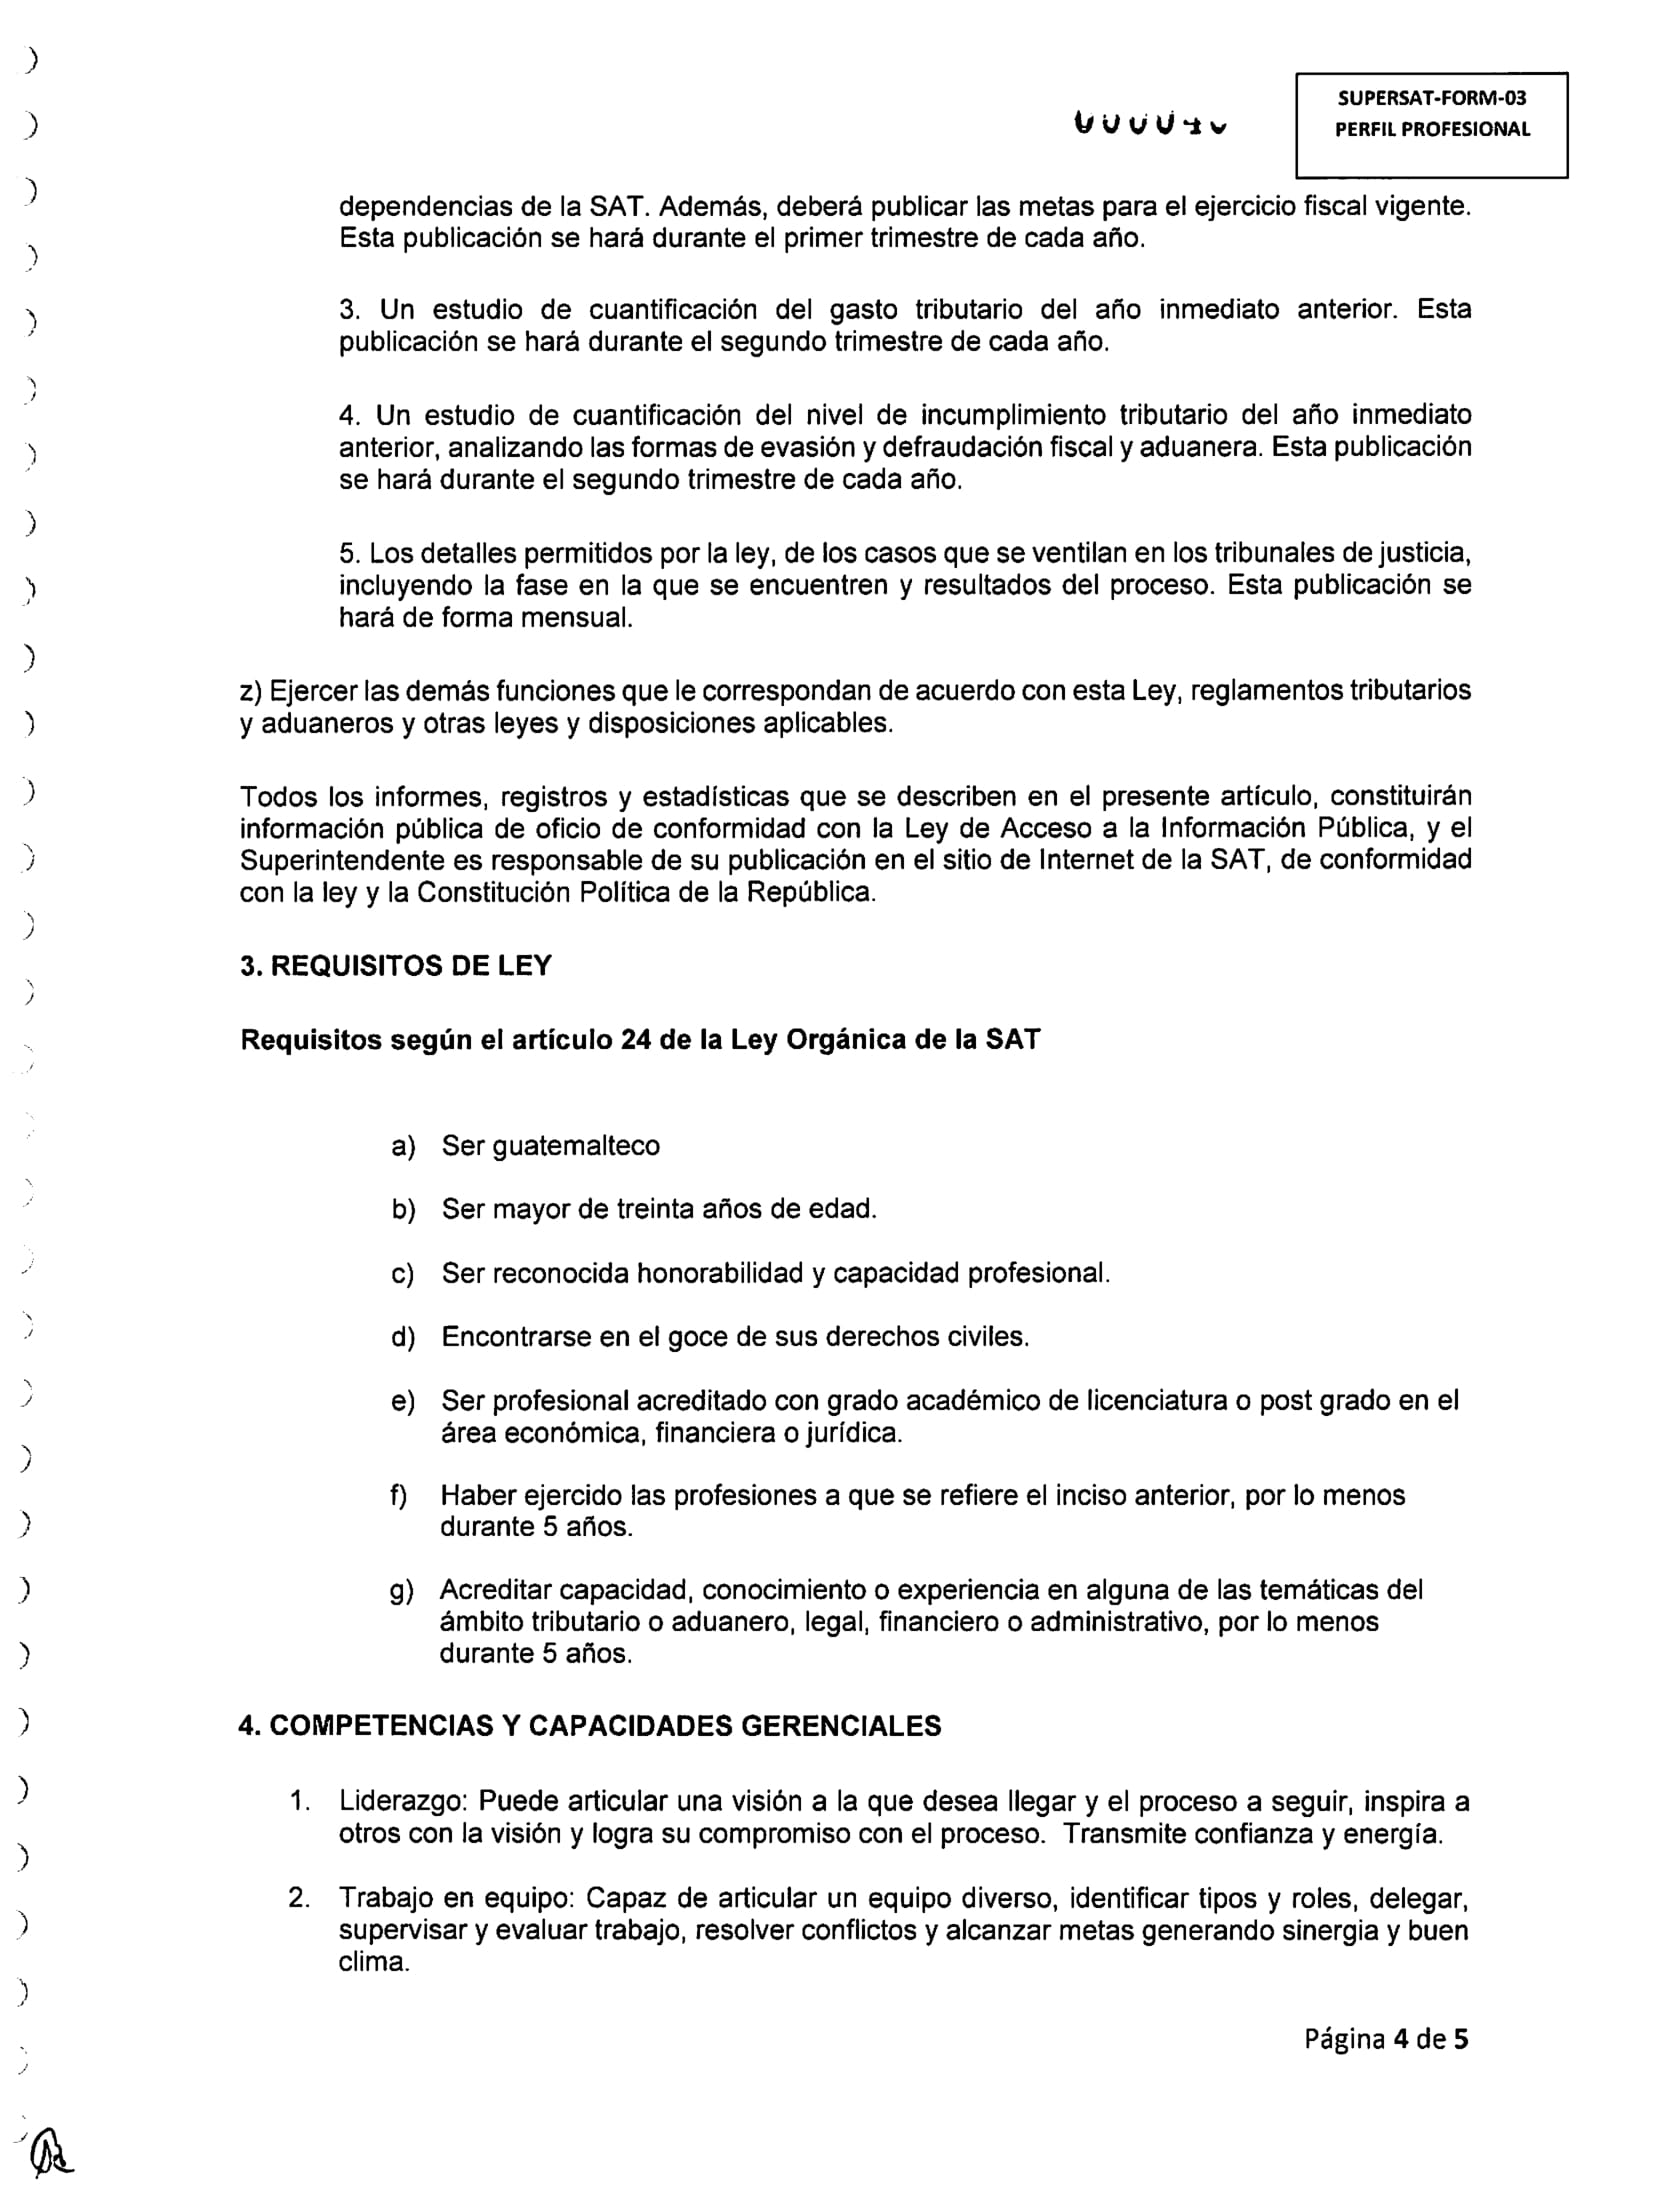 SUPERSAT-FORM-03
PERFIL PROFESIONAL
dependencias de la SAT. Además, deberá publicar las metas para el ejercicio fiscal vigente.
Esta publicación se hará durante el primer trimestre de cada año.
3. Un estudio de cuantificación del gasto tributario del año inmediato anterior. Esta
publicación se hará durante el segundo trimestre de cada año.
4. Un estudio de cuantificación del nivel de incumplimiento tributario del año inmediato
anterior, analizando las formas de evasión y defraudación fiscal y aduanera. Esta publicación
se hará durante el segundo trimestre de cada año.
5. Los detalles permitidos por la ley, de los casos que se ventilan en los tribunales de justicia,
incluyendo la fase en la que se encuentren y resultados del proceso. Esta publicación se
hará de forma mensual.
z) Ejercer las demás funciones que le correspondan de acuerdo con esta Ley, reglamentos tributarios
y aduaneros y otras leyes y disposiciones aplicables.
Todos los informes, registros y estadísticas que se describen en el presente artículo, constituirán
información pública de oficio de conformidad con la Ley de Acceso a la Información Pública, y el
Superintendente es responsable de su publicación en el sitio de Internet de la SAT, de conformidad
con la ley y la Constitución Política de la República.
3. REQUISITOS DE LEY
Requisitos según el artículo 24 de la Ley Orgánica de la SAT
a) Ser guatemalteco
b) Ser mayor de treinta años de edad.
c) Ser reconocida honorabilidad y capacidad profesional.
d) Encontrarse en el goce de sus derechos civiles.
e) Ser profesional acreditado con grado académico de licenciatura o post grado en el
área económica, financiera o jurídica.
f) Haber ejercido las profesiones a que se refiere el inciso anterior, por lo menos
durante 5 años.
g) Acreditar capacidad, conocimiento o experiencia en alguna de las temáticas del
ámbito tributario o aduanero, legal, financiero o administrativo, por lo menos
durante 5 años.
4. COMPETENCIAS Y CAPACIDADES GERENCIALES
1. Liderazgo: Puede articular una visión a la que desea llegar y el proceso a seguir, inspira a
otros con la visión y logra su compromiso con el proceso. Transmite confianza y energía.
2. Trabajo en equipo: Capaz de articular un equipo diverso, identificar tipos y roles, delegar,
supervisar y evaluar trabajo, resolver conflictos y alcanzar metas generando sinergia y buen
clima.
Página 4 de 5